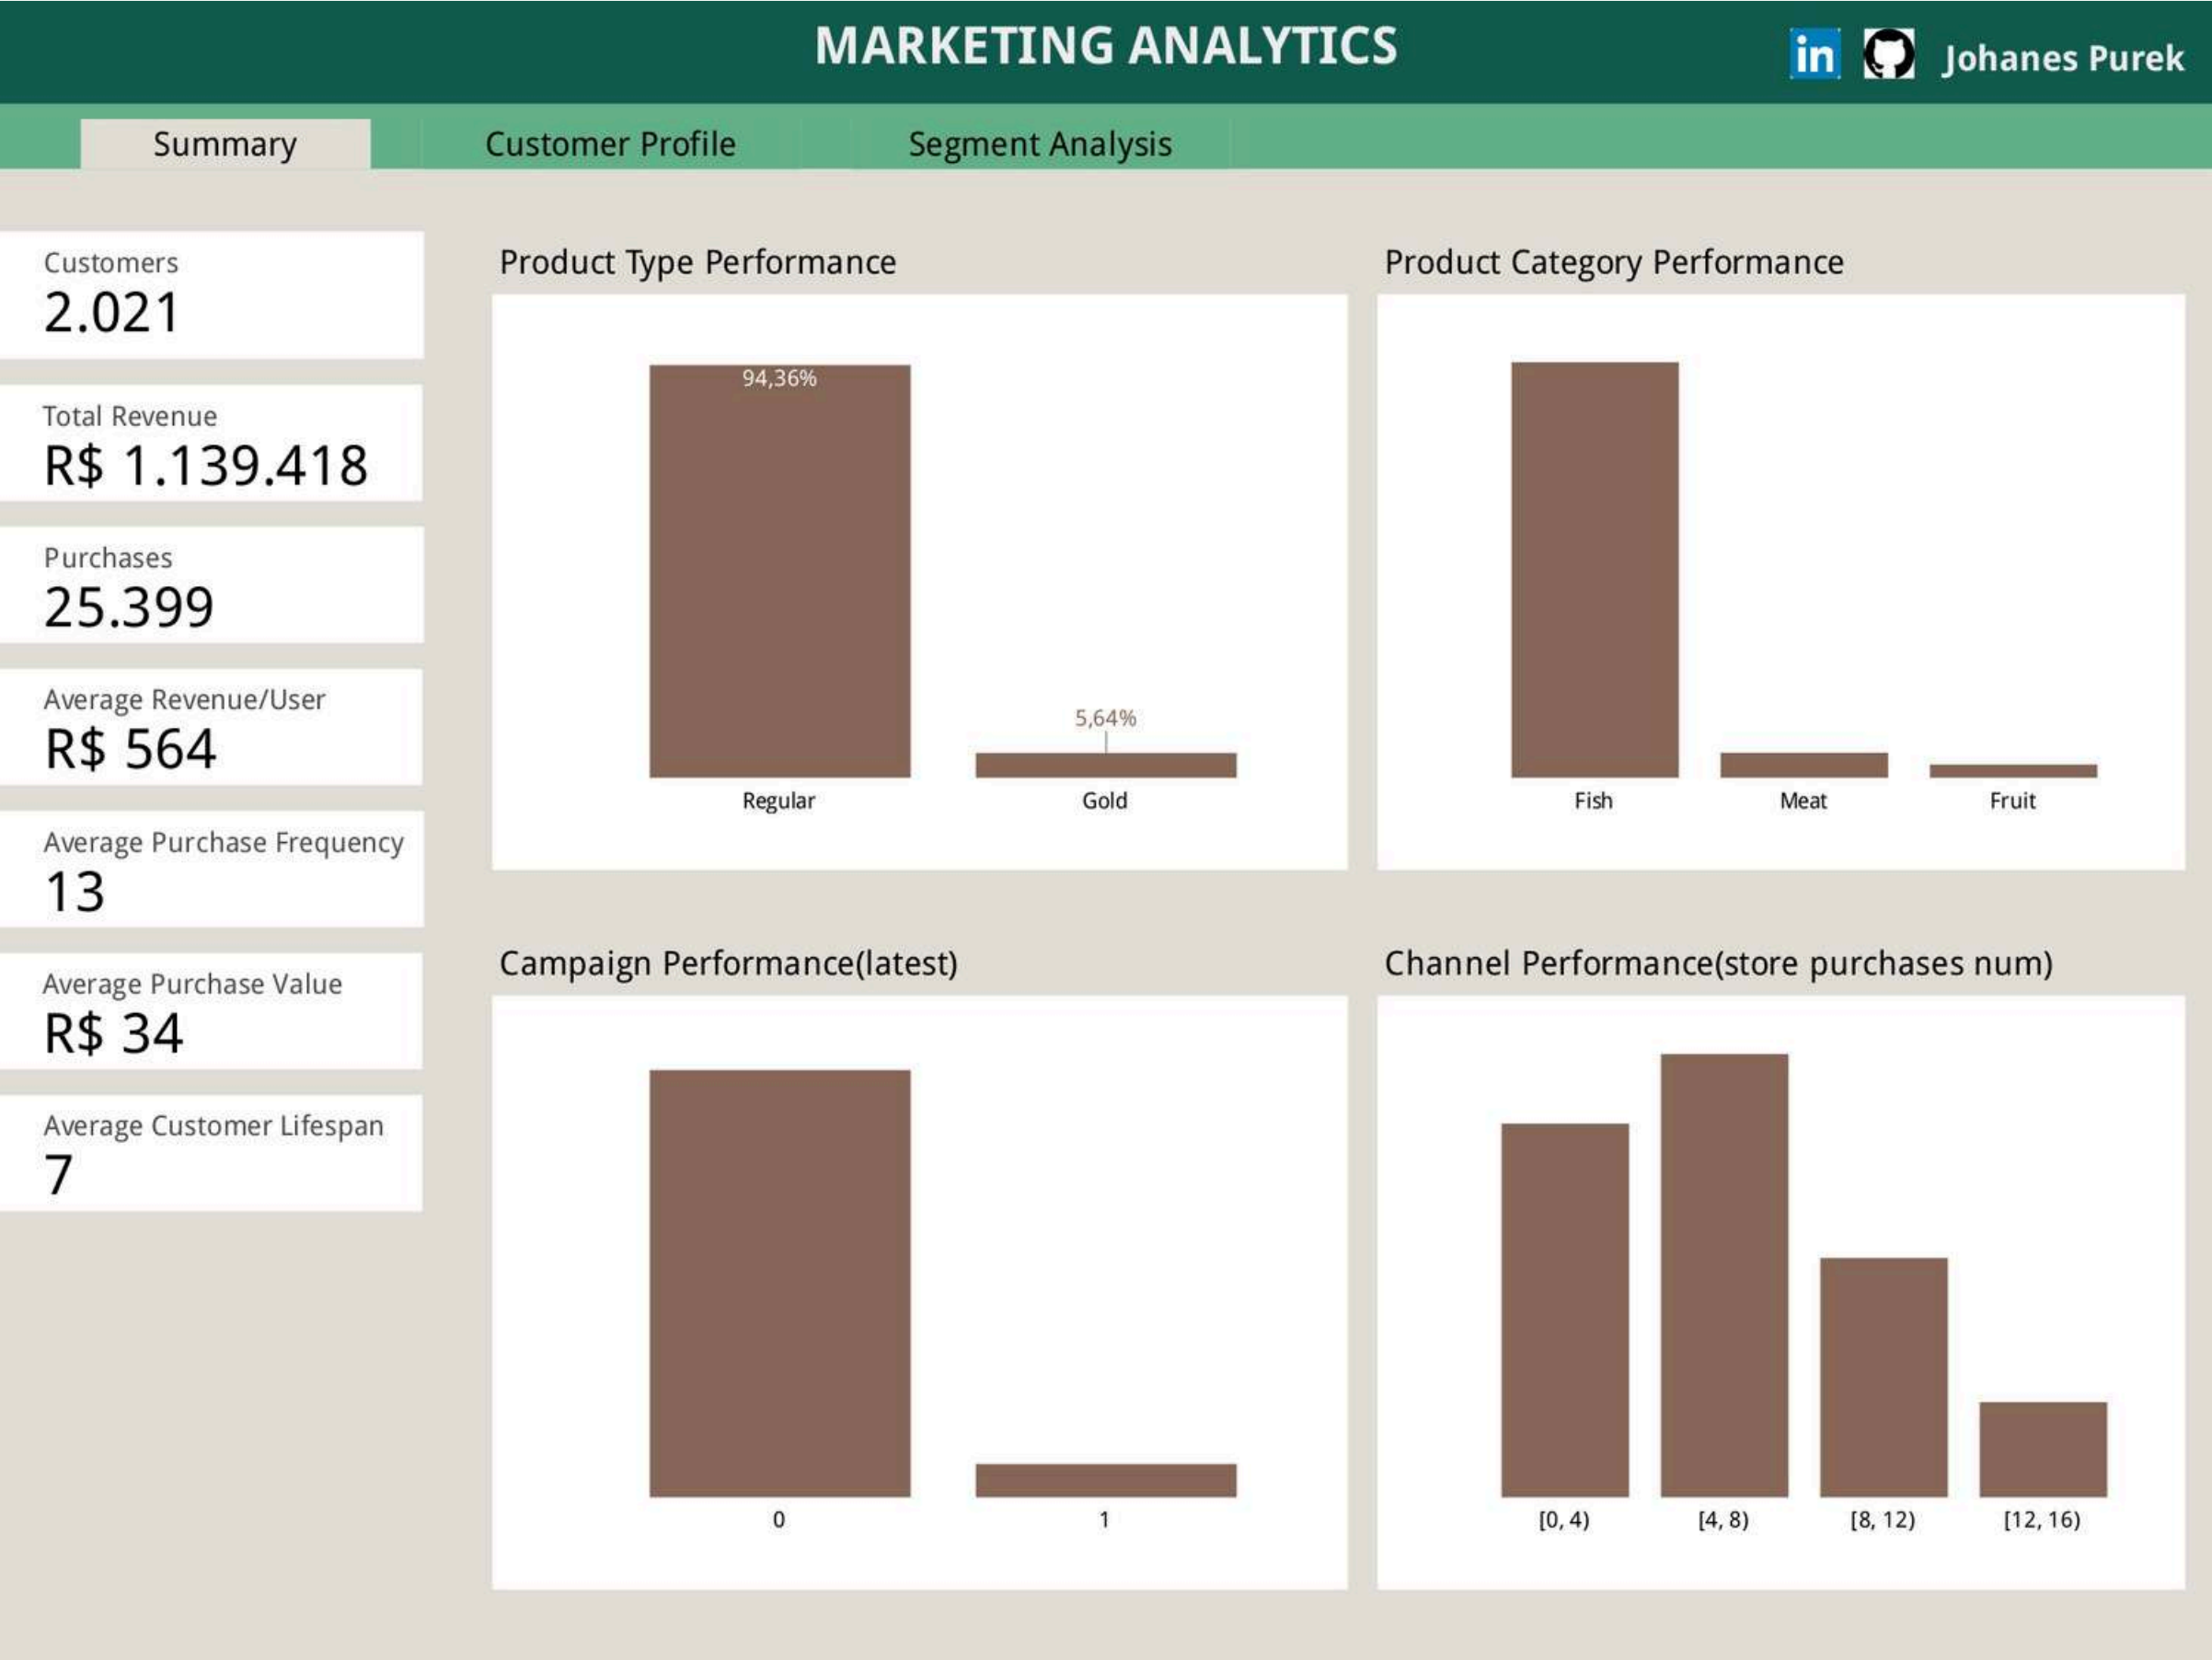 MARKETING ANALYTICS
in
Johanes Purek
Summary
Customer Profile
Segment Analysis
Customers
2.021
Total Revenue
R$ 1.139.418
Purchases
25.399
Average Revenue/User
R$ 564
Average Purchase Frequency
13
Average Purchase Value
R$ 34
Average Customer Lifespan
7
Product Type Performance
94,36%
5,64%
Regular
Gold
Product Category Performance
Fish
Meat
Fruit
Campaign Performance(latest)
0
1
Channel Performance(store purchases num)
[0, 4)
[4, 8)
[8, 12)
[12, 16)